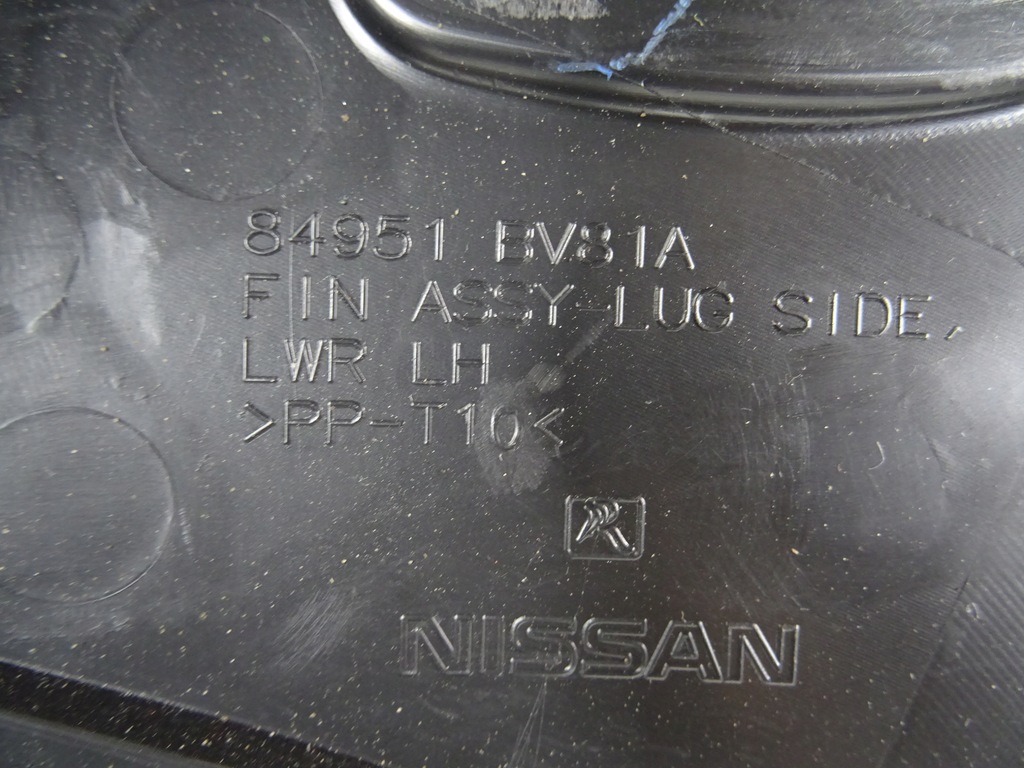 84951 BV81A
FIN ASSY-LUG SIDE,
LWR LH
>PP-T10<
NISSAN